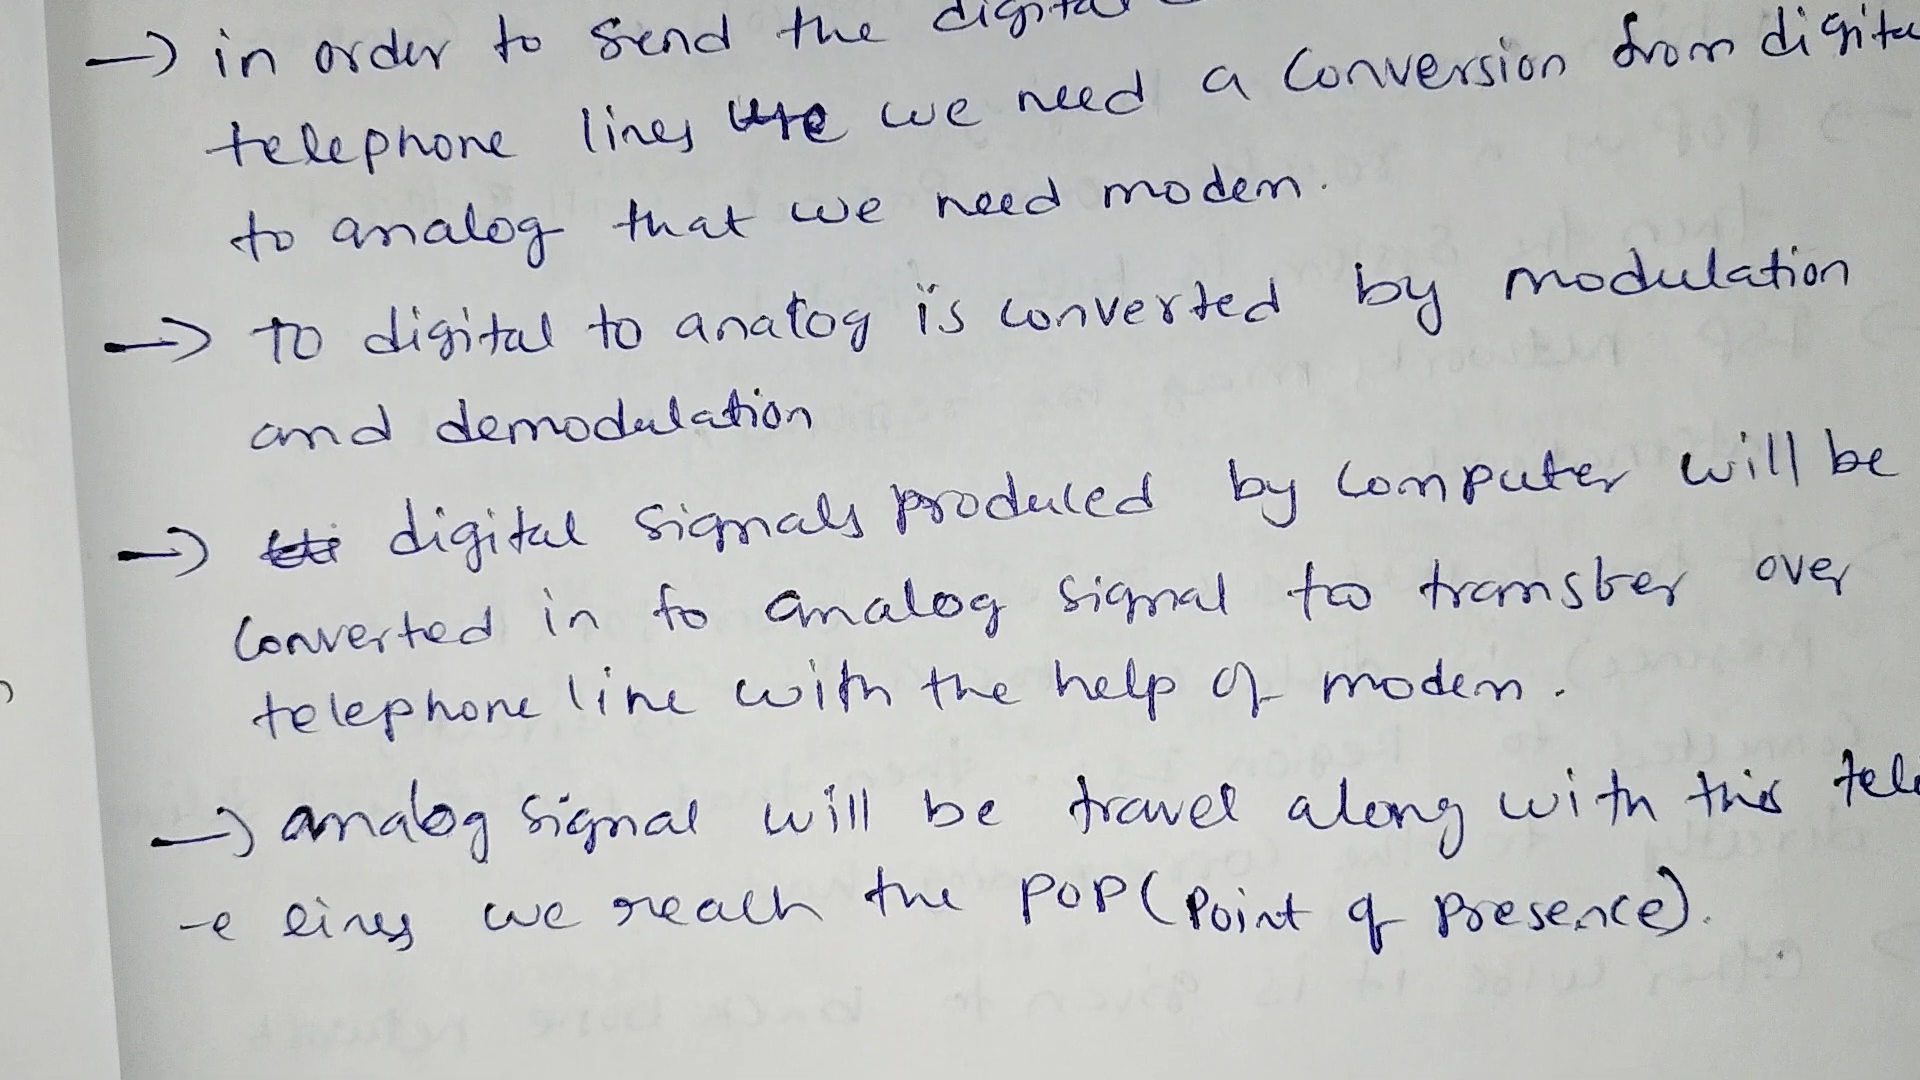 → in order to send the digital
telephone lines we need a conversion from digita
to analog that we need modem.
→ to digital to analog is converted by modulation
and demodulation
→ digital signals produced by computer will be
converted in to analog signal to transfer over
telephone line with the help of modem.
→ analog signal will be travel along with this tele
-e lines we reach the POP (Point of Presence).